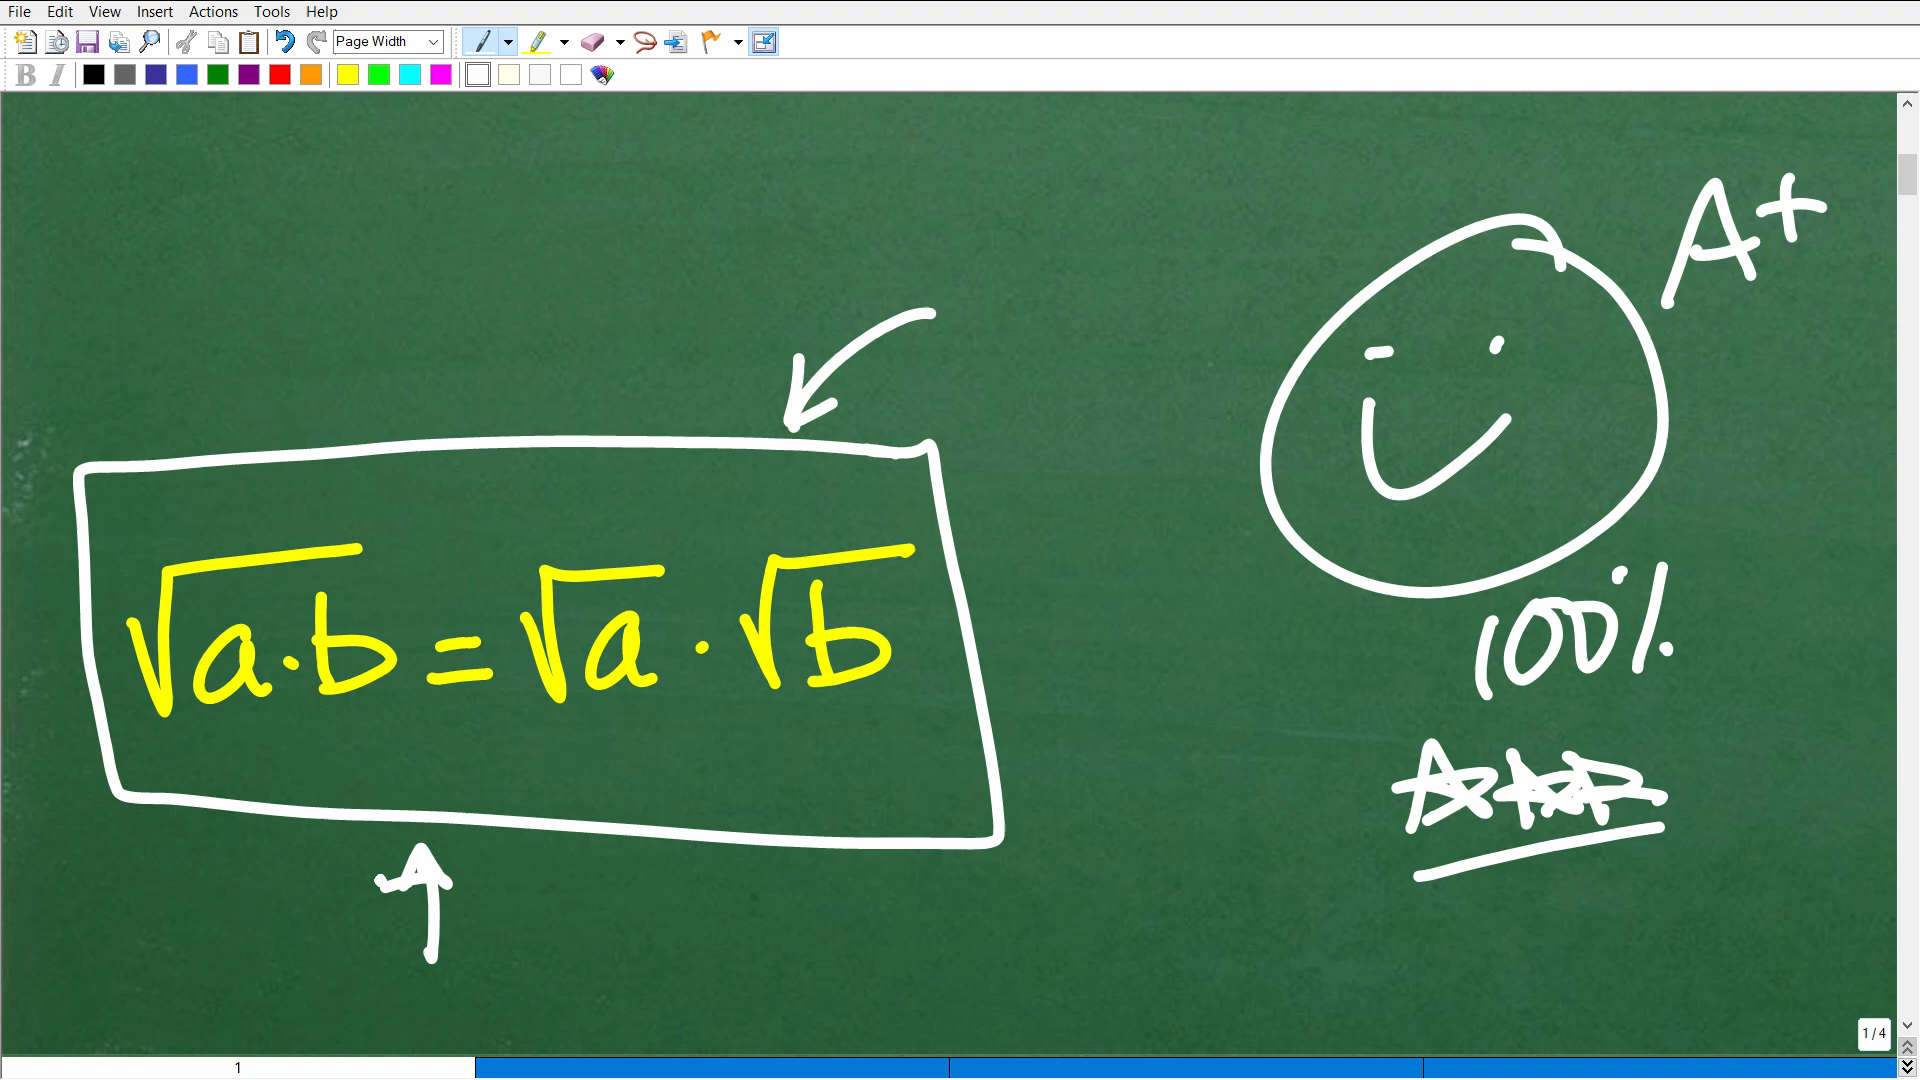 File Edit View Insert Actions Tools Help
Page Width
B I
A+
√a·b = √a · √b
100%
1 / 4
1